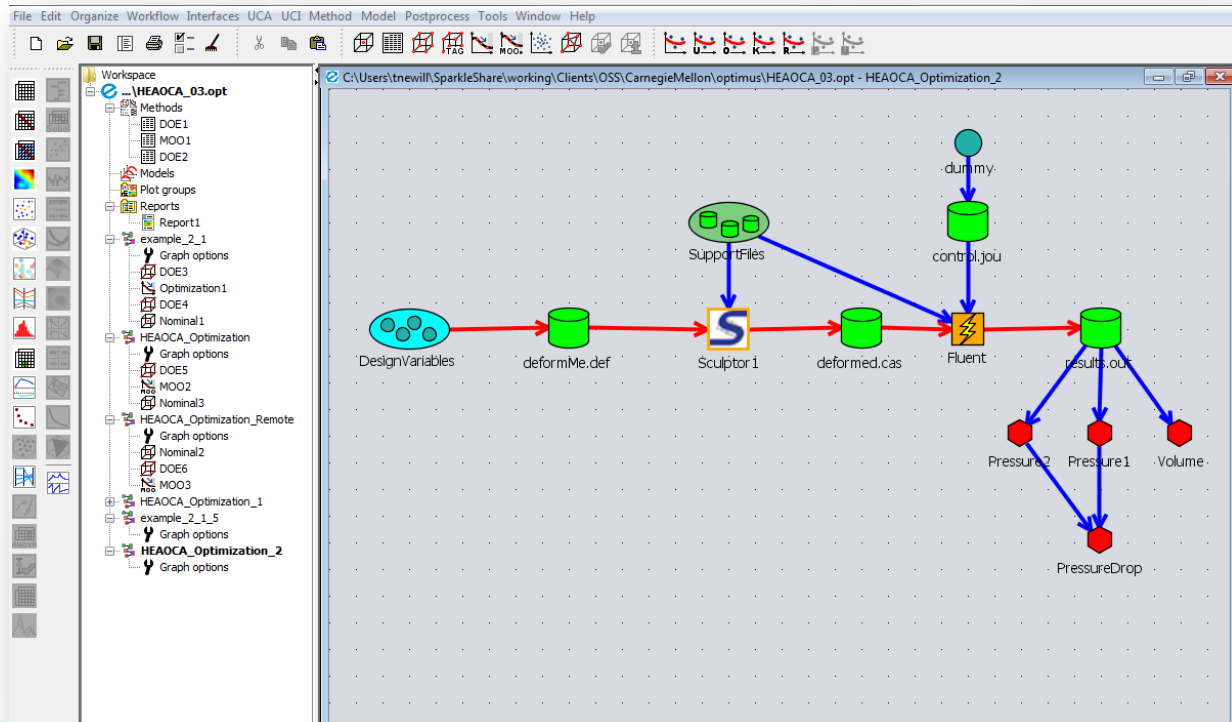 File Edit Organize Workflow Interfaces UCA UCI Method Model Postprocess Tools Window Help
Workspace
...\HEAOCA_03.opt
Methods
DOE1
MOO1
DOE2
Models
Plot groups
Reports
Report1
example_2_1
Graph options
DOE3
Optimization1
DOE4
Nominal1
HEAOCA_Optimization
Graph options
DOE5
MOO2
Nominal3
HEAOCA_Optimization_Remote
Graph options
Nominal2
DOE6
MOO3
HEAOCA_Optimization_1
example_2_1_5
Graph options
HEAOCA_Optimization_2
Graph options
C:\Users\tnewill\SparkleShare\working\Clients\OSS\CarnegieMellon\optimus\HEAOCA_03.opt - HEAOCA_Optimization_2
dummy
SupportFiles
control.jou
DesignVariables
deformMe.def
Sculptor1
deformed.cas
Fluent
results.out
Pressure2
Pressure1
Volume
PressureDrop